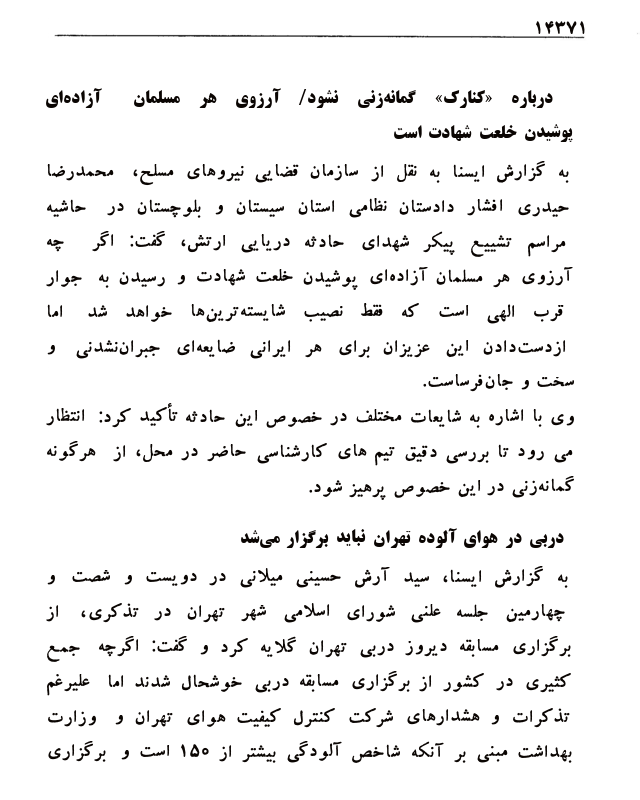 ۱۴۳۷۱
درباره «کنارک» گمانه‌زنی نشود/ آرزوی هر مسلمان آزاده‌ای
پوشیدن خلعت شهادت است
به گزارش ایسنا به نقل از سازمان قضایی نیروهای مسلح، محمدرضا
حیدری افشار دادستان نظامی استان سیستان و بلوچستان در حاشیه
مراسم تشییع پیکر شهدای حادثه دریایی ارتش، گفت: اگر چه
آرزوی هر مسلمان آزاده‌ای پوشیدن خلعت شهادت و رسیدن به جوار
قرب الهی است که فقط نصیب شایسته‌ترین‌ها خواهد شد اما
ازدست‌دادن این عزیزان برای هر ایرانی ضایعه‌ای جبران‌نشدنی و
سخت و جان‌فرساست.
وی با اشاره به شایعات مختلف در خصوص این حادثه تأکید کرد: انتظار
می رود تا بررسی دقیق تیم های کارشناسی حاضر در محل، از هرگونه
گمانه‌زنی در این خصوص پرهیز شود.
دربی در هوای آلوده تهران نباید برگزار می‌شد
به گزارش ایسنا، سید آرش حسینی میلانی در دویست و شصت و
چهارمین جلسه علنی شورای اسلامی شهر تهران در تذکری، از
برگزاری مسابقه دیروز دربی تهران گلایه کرد و گفت: اگرچه جمع
کثیری در کشور از برگزاری مسابقه دربی خوشحال شدند اما علیرغم
تذکرات و هشدارهای شرکت کنترل کیفیت هوای تهران و وزارت
بهداشت مبنی بر آنکه شاخص آلودگی بیشتر از ۱۵۰ است و برگزاری